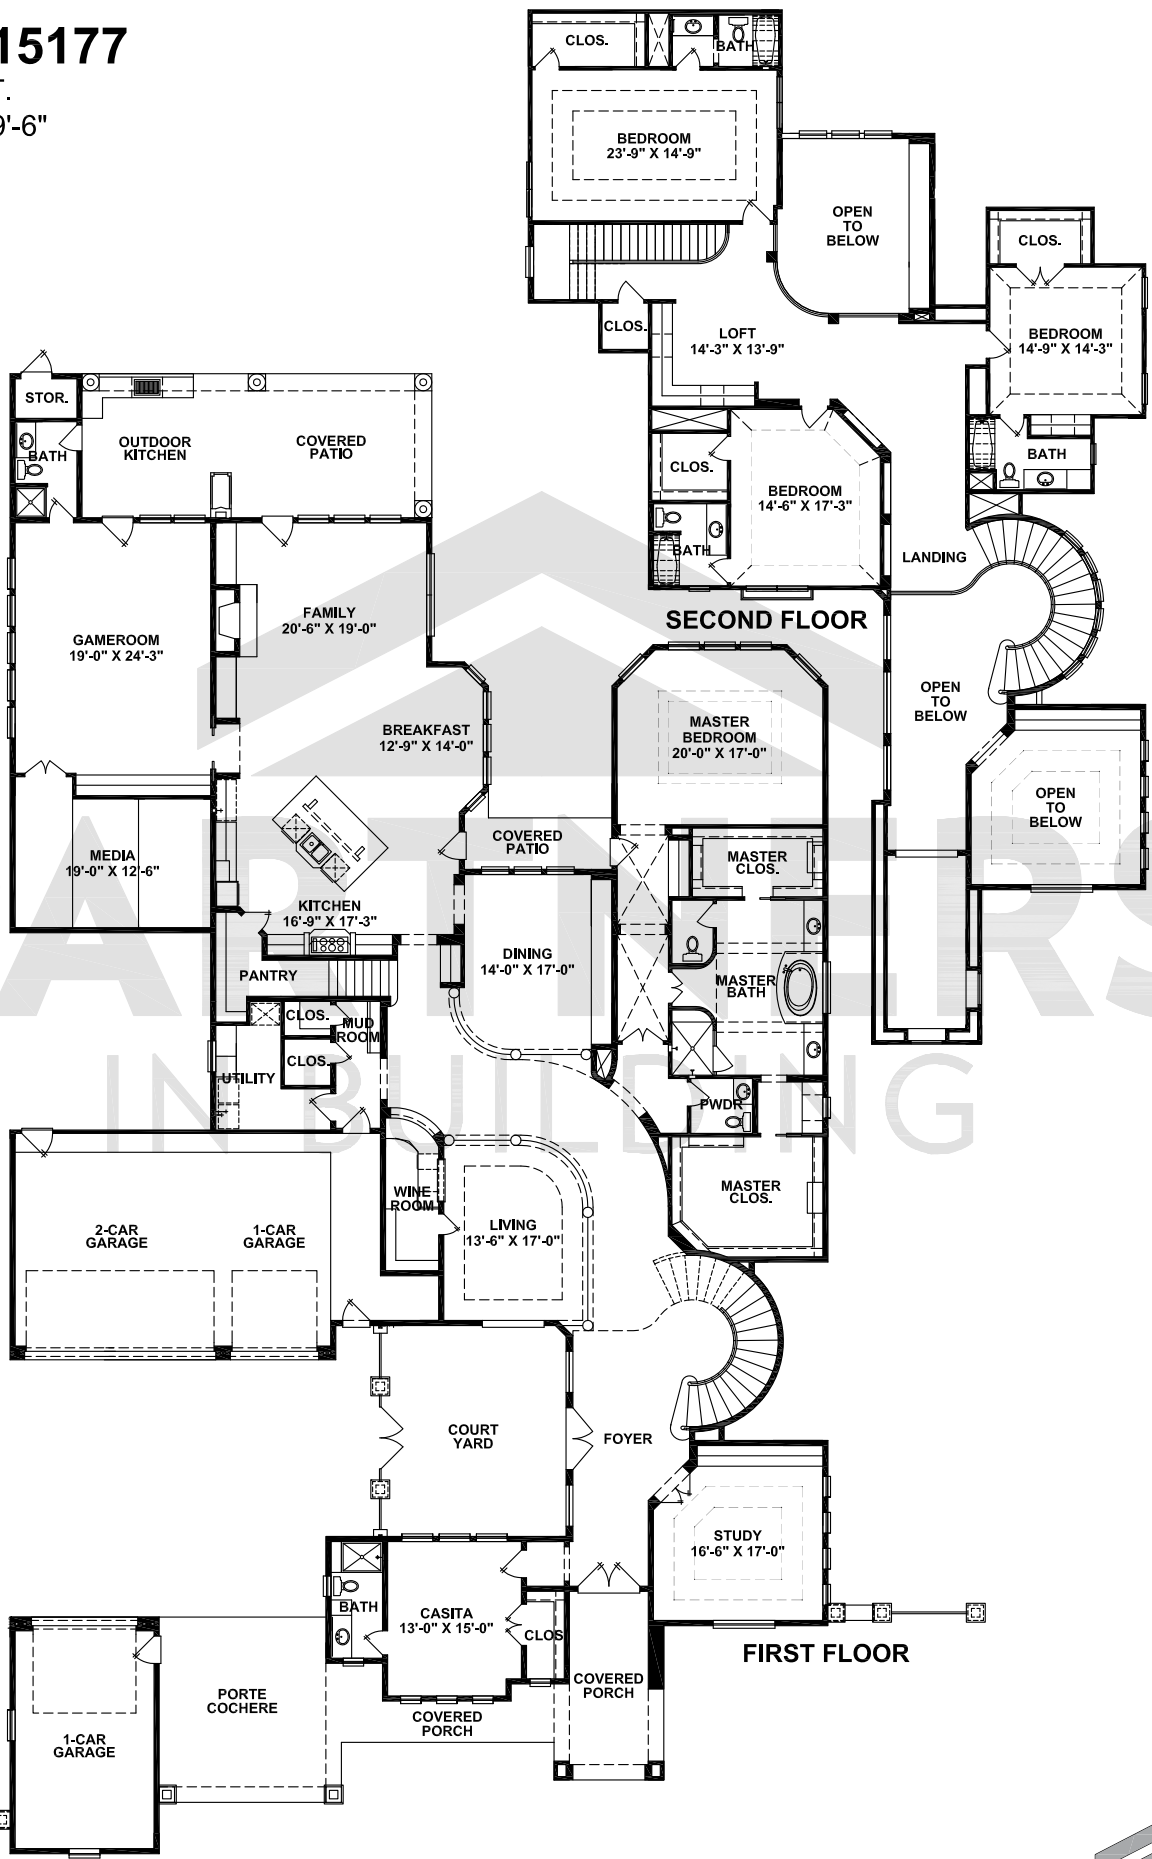 15177
9'-6"
CLOS.
BATH
BEDROOM
23'-9" X 14'-9"
OPEN
TO
BELOW
CLOS.
CLOS.
LOFT
14'-3" X 13'-9"
BEDROOM
14'-9" X 14'-3"
STOR.
BATH
OUTDOOR
KITCHEN
COVERED
PATIO
CLOS.
BEDROOM
14'-6" X 17'-3"
BATH
BATH
LANDING
SECOND FLOOR
GAMEROOM
19'-0" X 24'-3"
FAMILY
20'-6" X 19'-0"
BREAKFAST
12'-9" X 14'-0"
MASTER
BEDROOM
20'-0" X 17'-0"
OPEN
TO
BELOW
OPEN
TO
BELOW
MEDIA
19'-0" X 12'-6"
COVERED
PATIO
MASTER
CLOS.
KITCHEN
16'-9" X 17'-3"
PANTRY
DINING
14'-0" X 17'-0"
MASTER
BATH
CLOS.
MUD
ROOM
CLOS.
UTILITY
PWDR
ARTNERS
IN BUILDING
WINE
ROOM
LIVING
13'-6" X 17'-0"
MASTER
CLOS.
2-CAR
GARAGE
1-CAR
GARAGE
COURT
YARD
FOYER
STUDY
16'-6" X 17'-0"
BATH
CASITA
13'-0" X 15'-0"
CLOS
FIRST FLOOR
COVERED
PORCH
PORTE
COCHERE
COVERED
PORCH
1-CAR
GARAGE